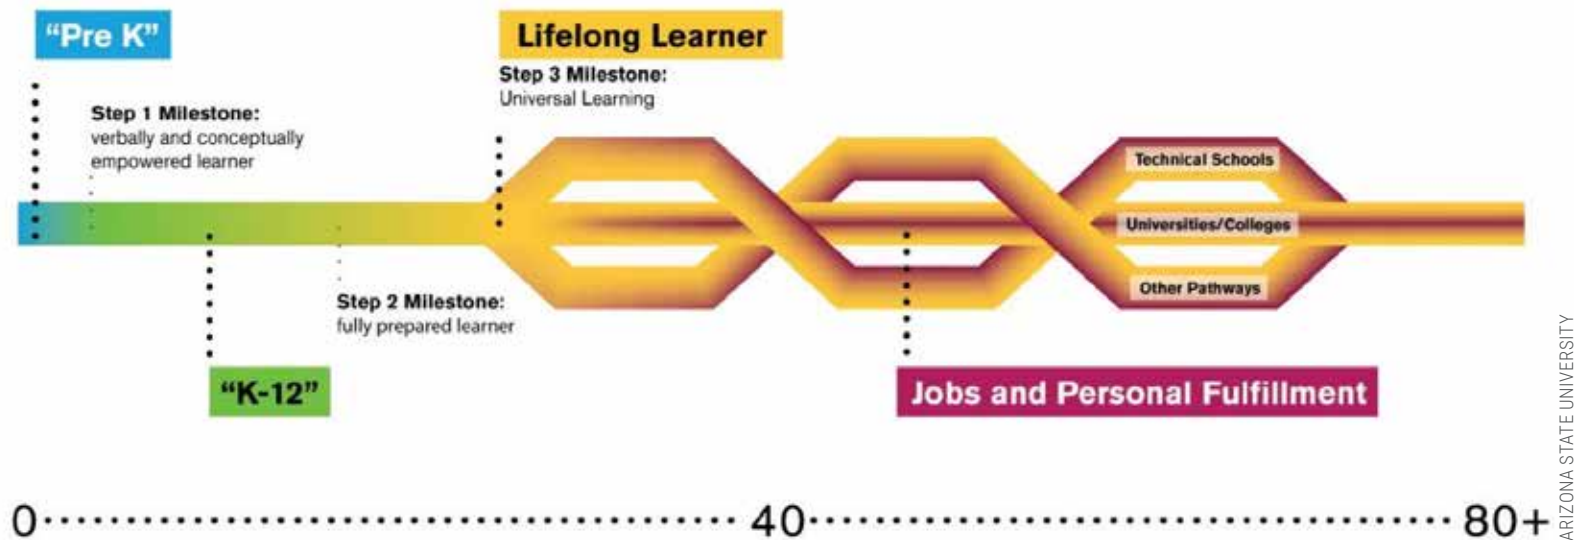 “Pre K”
Lifelong Learner
Step 3 Milestone:
Universal Learning
Step 1 Milestone:
verbally and conceptually
empowered learner
Technical Schools
Universities/Colleges
Other Pathways
Step 2 Milestone:
fully prepared learner
“K-12”
Jobs and Personal Fulfillment
0 40 80+
ARIZONA STATE UNIVERSITY